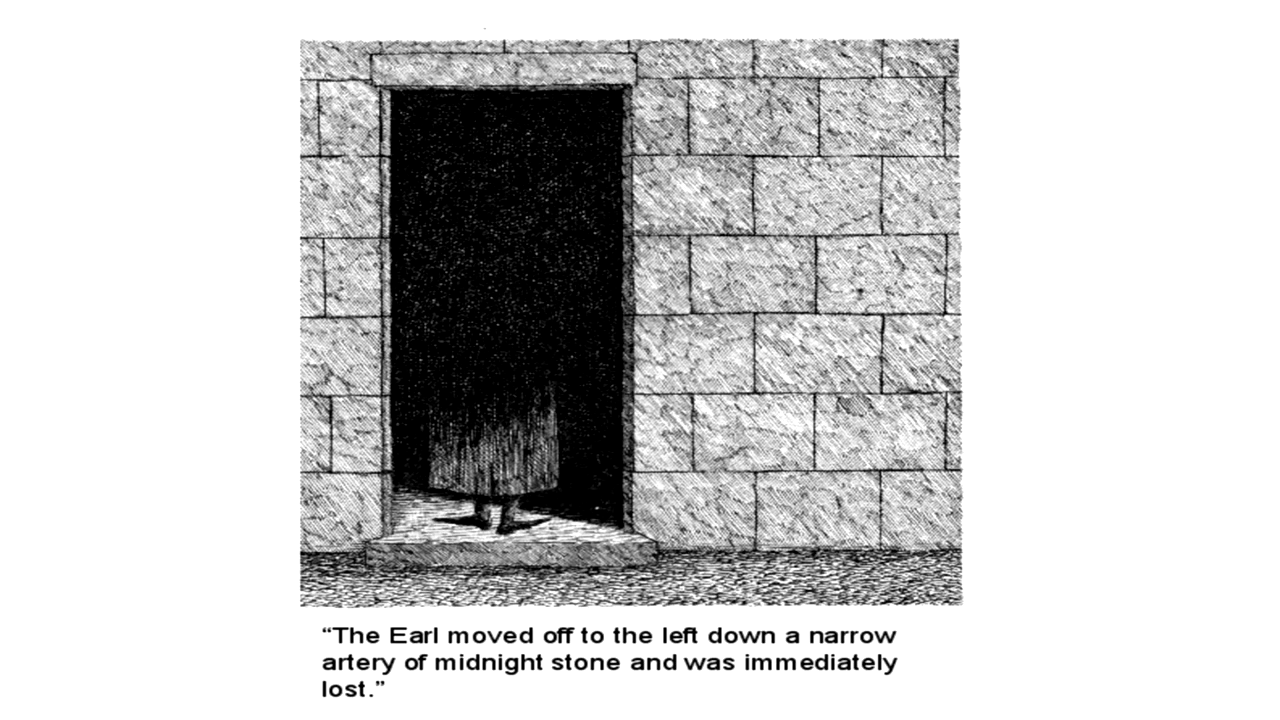 “The Earl moved off to the left down a narrow
artery of midnight stone and was immediately
lost.”